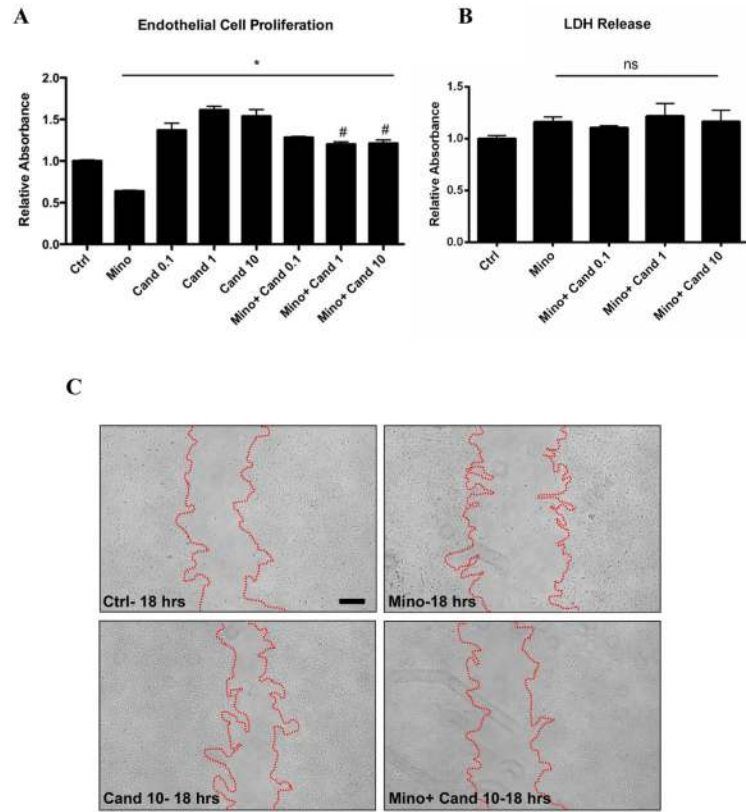 A
Endothelial Cell Proliferation
*
#
#
Relative Absorbance
2.0
1.5
1.0
0.5
0.0
Ctrl
Mino
Cand 0.1
Cand 1
Cand 10
Mino+ Cand 0.1
Mino+ Cand 1
Mino+ Cand 10
B
LDH Release
ns
Relative Absorbance
1.5
1.0
0.5
0.0
Ctrl
Mino
Mino+ Cand 0.1
Mino+ Cand 1
Mino+ Cand 10
C
Ctrl- 18 hrs
Mino-18 hrs
Cand 10- 18 hrs
Mino+ Cand 10-18 hrs